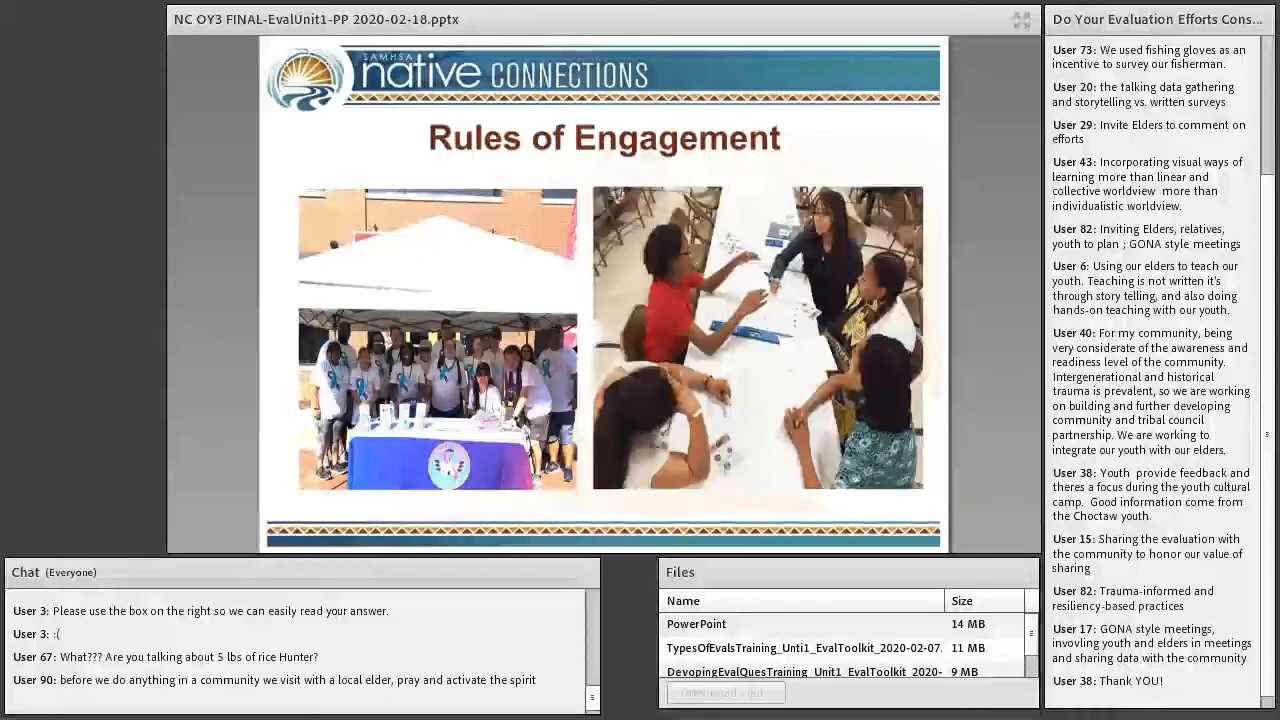 NC OY3 FINAL-EvalUnit1-PP 2020-02-18.pptx
SAMHSA
native CONNECTIONS
Rules of Engagement
Do Your Evaluation Efforts Cons...
User 73: We used fishing gloves as an
incentive to survey our fisherman.
User 20: the talking data gathering
and storytelling vs. written surveys
User 29: Invite Elders to comment on
efforts
User 43: Incorporating visual ways of
learning more than linear and
collective worldview more than
individualistic worldview.
User 82: Inviting Elders, relatives,
youth to plan ; GONA style meetings
User 6: Using our elders to teach our
youth. Teaching is not written it's
through story telling, and also doing
hands-on teaching with our youth.
User 40: For my community, being
very considerate of the awareness and
readiness level of the community.
Intergenerational and historical
trauma is prevalent, so we are working
on building and further developing
community and tribal council
partnership. We are working to
integrate our youth with our elders.
User 38: Youth provide feedback and
theres a focus during the youth cultural
camp. Good information come from
the Choctaw youth.
User 15: Sharing the evaluation with
the community to honor our value of
sharing
User 82: Trauma-informed and
resiliency-based practices
User 17: GONA style meetings,
invovling youth and elders in meetings
and sharing data with the community
User 38: Thank YOU!
Chat (Everyone)
User 3: Please use the box on the right so we can easily read your answer.
User 3: :(
User 67: What??? Are you talking about 5 lbs of rice Hunter?
User 90: before we do anything in a community we visit with a local elder, pray and activate the spirit
Files
Name Size
PowerPoint 14 MB
TypesOfEvalsTraining_Unti1_EvalToolkit_2020-02-07. 11 MB
DevopingEvalQuesTraining_Unit1_EvalToolkit_2020- 9 MB